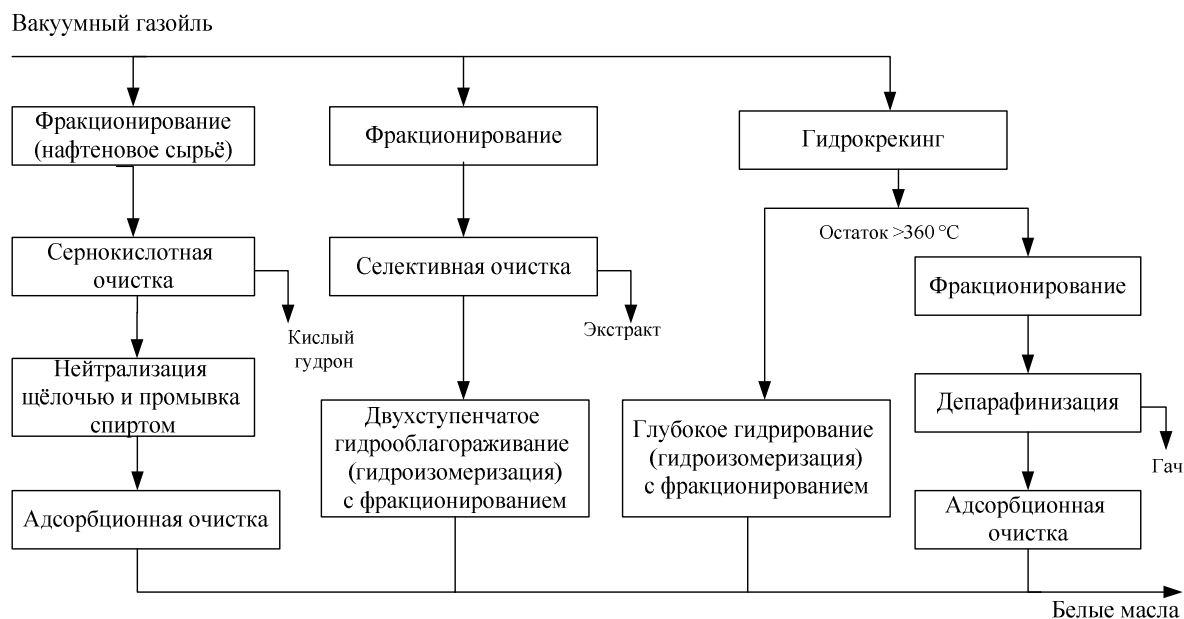 Вакуумный газойль
Фракционирование
(нафтеновое сырьё)
Фракционирование
Гидрокрекинг
Остаток >360 °С
Сернокислотная
очистка
Селективная очистка
Фракционирование
Кислый
гудрон
Экстракт
Нейтрализация
щёлочью и промывка
спиртом
Двухступенчатое
гидрооблагораживание
(гидроизомеризация)
с фракционированием
Глубокое гидрирование
(гидроизомеризация)
с фракционированием
Депарафинизация
Гач
Адсорбционная очистка
Адсорбционная
очистка
Белые масла